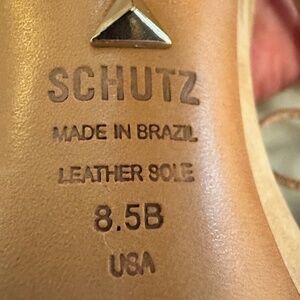 SCHUTZ
MADE IN BRAZIL
LEATHER SOLE
8.5B
USA